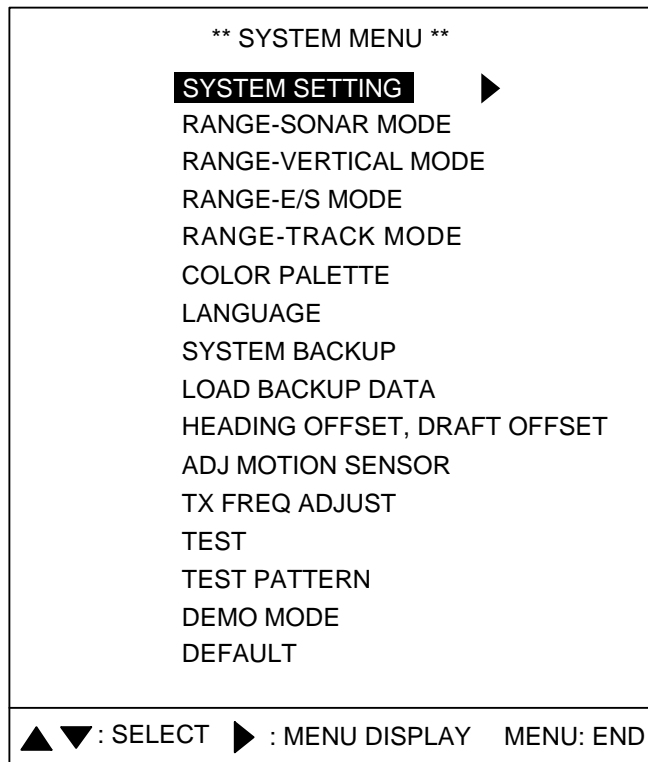 ** SYSTEM MENU **
SYSTEM SETTING ▶
RANGE-SONAR MODE
RANGE-VERTICAL MODE
RANGE-E/S MODE
RANGE-TRACK MODE
COLOR PALETTE
LANGUAGE
SYSTEM BACKUP
LOAD BACKUP DATA
HEADING OFFSET, DRAFT OFFSET
ADJ MOTION SENSOR
TX FREQ ADJUST
TEST
TEST PATTERN
DEMO MODE
DEFAULT
▲ ▼ : SELECT ▶ : MENU DISPLAY MENU: END